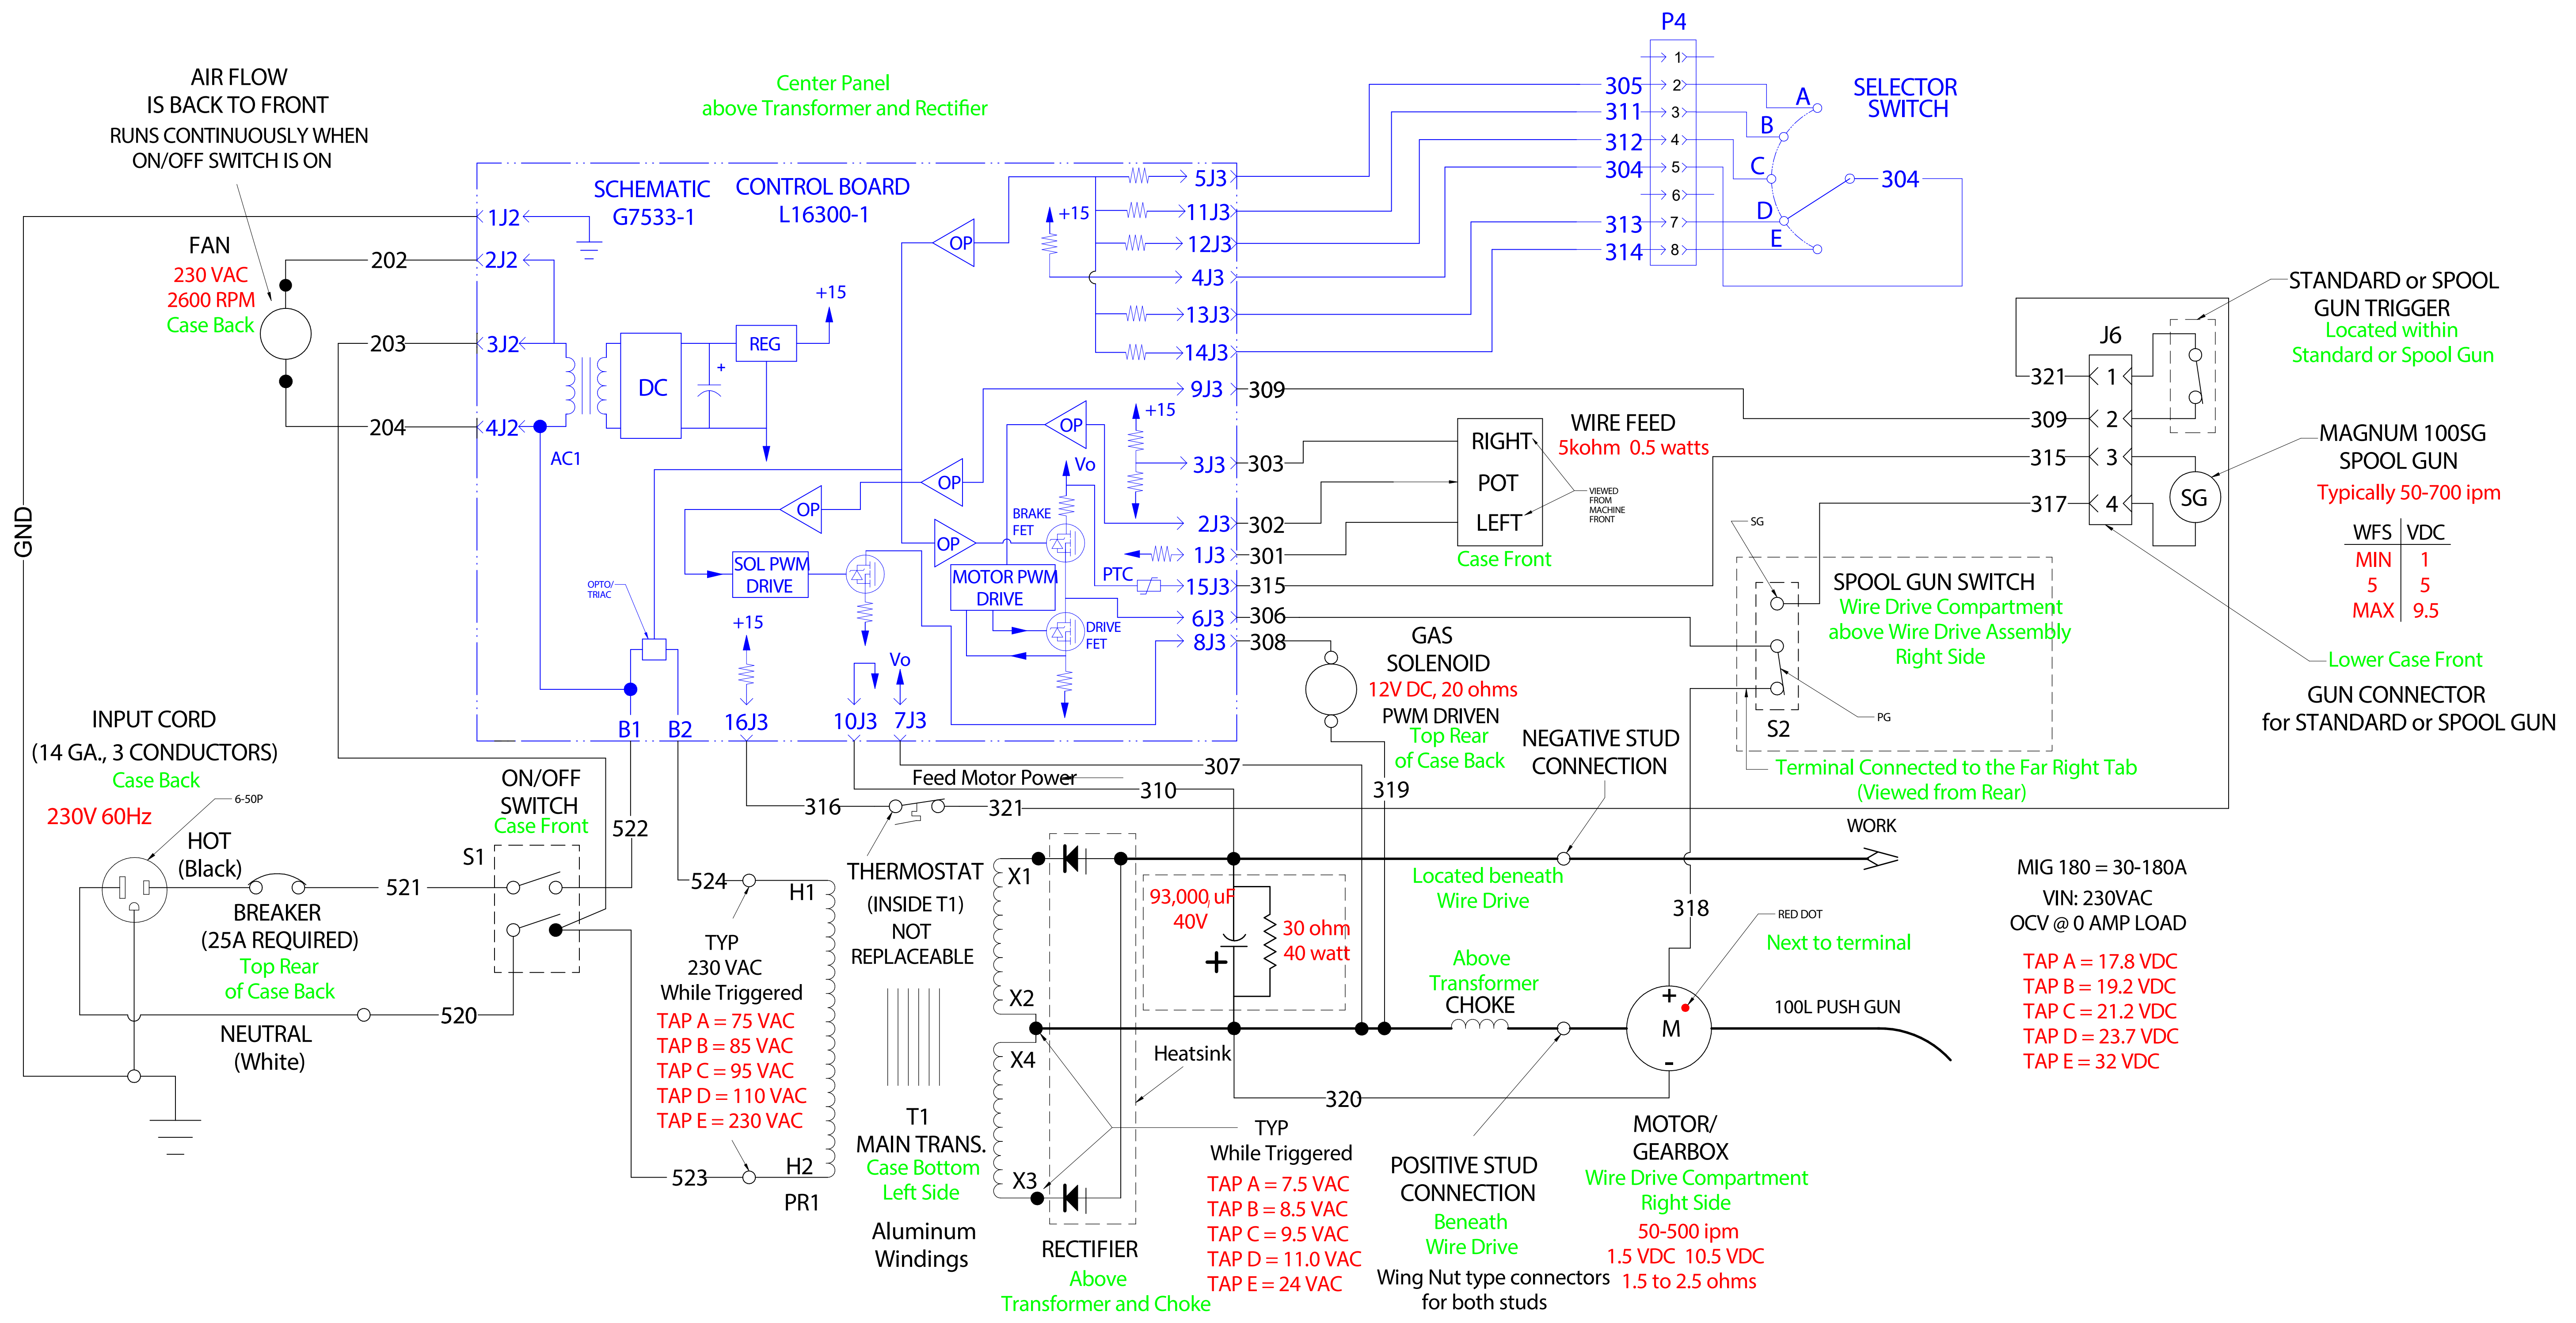 P4
AIR FLOW
IS BACK TO FRONT
RUNS CONTINUOUSLY WHEN
ON/OFF SWITCH IS ON
Center Panel
above Transformer and Rectifier
SELECTOR
SWITCH
305
311
312
304
313
314
1
2
3
4
5
6
7
8
A
B
C
D
E
304
SCHEMATIC
G7533-1
CONTROL BOARD
L16300-1
1J2
2J2
3J2
4J2
FAN
230 VAC
2600 RPM
Case Back
202
203
204
GND
AC1
DC
REG
+15
+
OP
+15
5J3
11J3
12J3
4J3
13J3
14J3
9J3
3J3
2J3
1J3
15J3
6J3
8J3
309
303
302
301
315
306
308
OP
+15
OP
Vo
OP
BRAKE
FET
OP
SOL PWM
DRIVE
MOTOR PWM
DRIVE
PTC
DRIVE
FET
OPTO/
TRIAC
+15
Vo
B1
B2
16J3
10J3
7J3
RIGHT
POT
LEFT
Case Front
WIRE FEED
5kohm 0.5 watts
VIEWED
FROM
MACHINE
FRONT
STANDARD or SPOOL
GUN TRIGGER
Located within
Standard or Spool Gun
J6
321
309
315
317
1
2
3
4
MAGNUM 100SG
SPOOL GUN
Typically 50-700 ipm
SG
WFS VDC
MIN 1
5 5
MAX 9.5
SG
SPOOL GUN SWITCH
Wire Drive Compartment
above Wire Drive Assembly
Right Side
S2
PG
Terminal Connected to the Far Right Tab
(Viewed from Rear)
Lower Case Front
GUN CONNECTOR
for STANDARD or SPOOL GUN
GAS
SOLENOID
12V DC, 20 ohms
PWM DRIVEN
Top Rear
of Case Back
NEGATIVE STUD
CONNECTION
INPUT CORD
(14 GA., 3 CONDUCTORS)
Case Back
230V 60Hz
6-50P
HOT
(Black)
ON/OFF
SWITCH
Case Front
S1
522
521
BREAKER
(25A REQUIRED)
Top Rear
of Case Back
520
NEUTRAL
(White)
Feed Motor Power
307
310
319
316
321
THERMOSTAT
(INSIDE T1)
NOT
REPLACEABLE
524
H1
TYP
230 VAC
While Triggered
TAP A = 75 VAC
TAP B = 85 VAC
TAP C = 95 VAC
TAP D = 110 VAC
TAP E = 230 VAC
523
H2
PR1
T1
MAIN TRANS.
Case Bottom
Left Side
Aluminum
Windings
X1
X2
X4
X3
RECTIFIER
Above
Transformer and Choke
93,000 uF
40V
+
30 ohm
40 watt
Heatsink
TYP
While Triggered
TAP A = 7.5 VAC
TAP B = 8.5 VAC
TAP C = 9.5 VAC
TAP D = 11.0 VAC
TAP E = 24 VAC
Located beneath
Wire Drive
Above
Transformer
CHOKE
320
POSITIVE STUD
CONNECTION
Beneath
Wire Drive
Wing Nut type connectors
for both studs
WORK
318
RED DOT
Next to terminal
+
M
-
100L PUSH GUN
MOTOR/
GEARBOX
Wire Drive Compartment
Right Side
50-500 ipm
1.5 VDC 10.5 VDC
1.5 to 2.5 ohms
MIG 180 = 30-180A
VIN: 230VAC
OCV @ 0 AMP LOAD
TAP A = 17.8 VDC
TAP B = 19.2 VDC
TAP C = 21.2 VDC
TAP D = 23.7 VDC
TAP E = 32 VDC